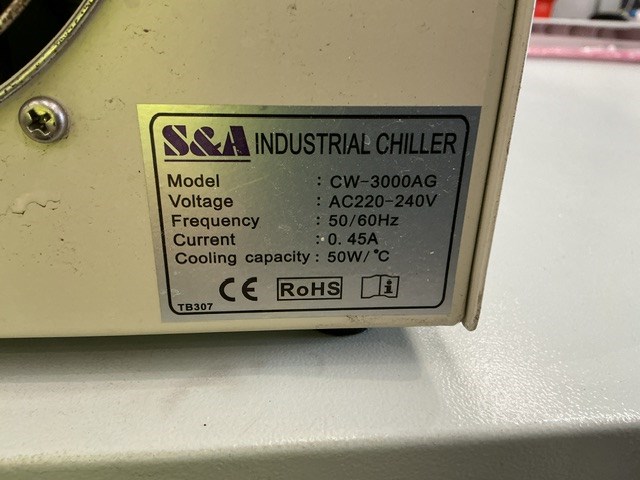 S&A INDUSTRIAL CHILLER
Model : CW-3000AG
Voltage : AC220-240V
Frequency : 50/60Hz
Current : 0.45A
Cooling capacity : 50W/°C
CE RoHS i
TB307